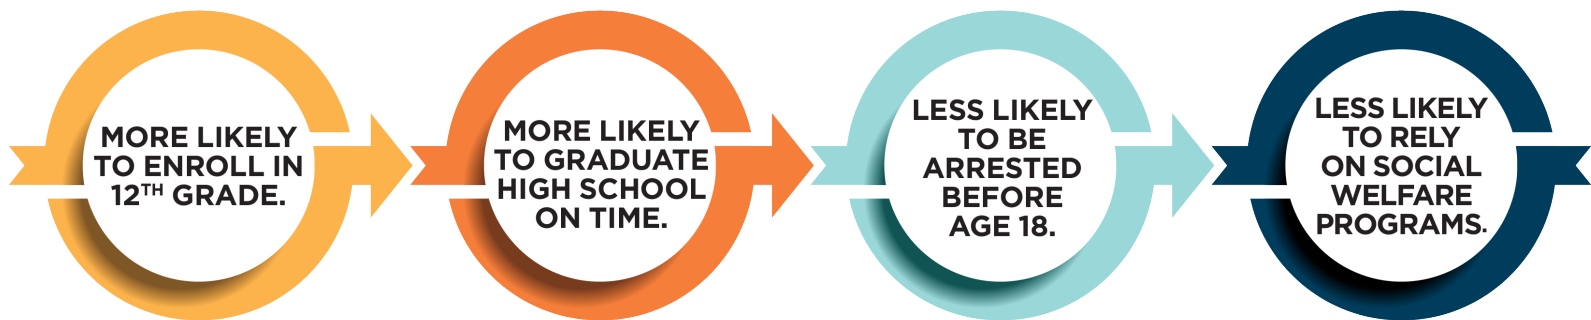 MORE LIKELY
TO ENROLL IN
12TH GRADE.
MORE LIKELY
TO GRADUATE
HIGH SCHOOL
ON TIME.
LESS LIKELY
TO BE
ARRESTED
BEFORE
AGE 18.
LESS LIKELY
TO RELY
ON SOCIAL
WELFARE
PROGRAMS.